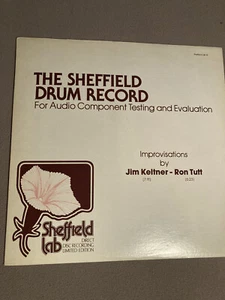 THE SHEFFIELD
DRUM RECORD
For Audio Component Testing and Evaluation
Improvisations
by
Jim Keltner - Ron Tutt
Sheffield
Lab
DIRECT
DISC RECORDING
LIMITED EDITION